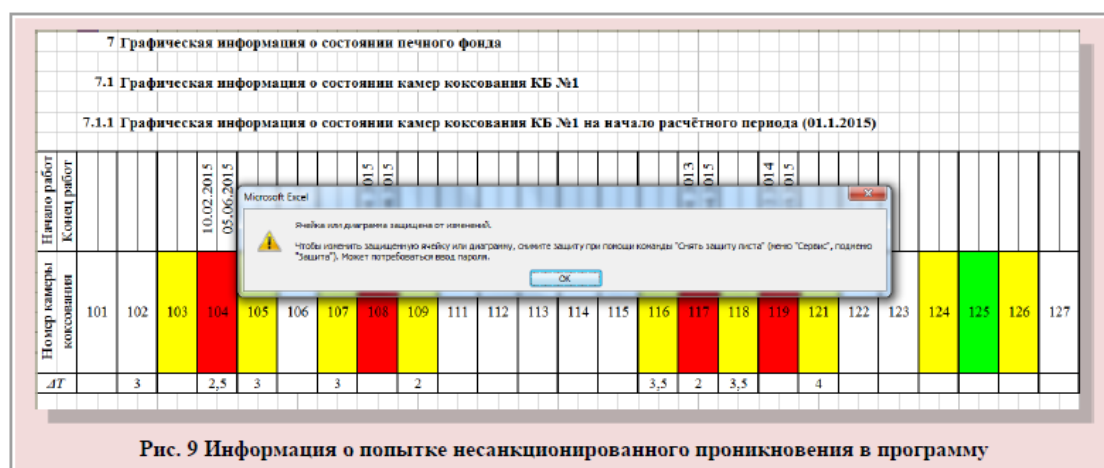 7 Графическая информация о состоянии печного фонда
7.1 Графическая информация о состоянии камер коксования КБ №1
7.1.1 Графическая информация о состоянии камер коксования КБ №1 на начало расчётного периода (01.1.2015)
Начало работ
Конец работ
10.02.2015
05.06.2015
Microsoft Excel
Ячейка или диаграмма защищена от изменений.
Чтобы изменить защищенную ячейку или диаграмму, снимите защиту при помощи команды "Снять защиту листа" (меню "Сервис", подменю
"Защита"). Может потребоваться ввод пароля.
OK
Номер камеры
коксования
101 102 103 104 105 106 107 108 109 111 112 113 114 115 116 117 118 119 121 122 123 124 125 126 127
ΔT 3 2,5 3 3 2 3,5 2 3,5 4
Рис. 9 Информация о попытке несанкционированного проникновения в программу